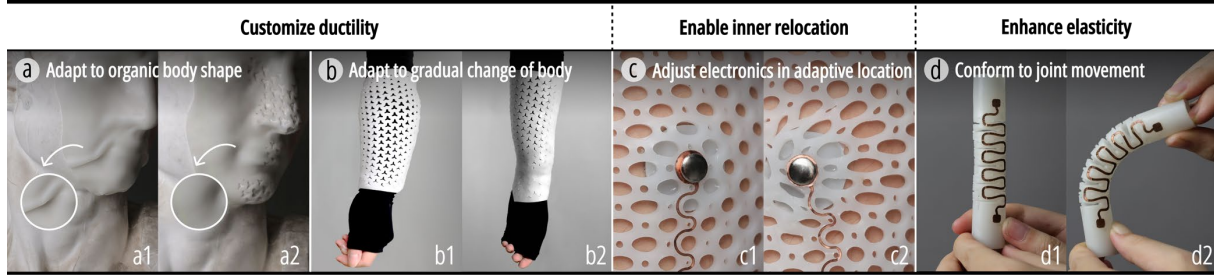 Customize ductility
Enable inner relocation
Enhance elasticity
a Adapt to organic body shape
b Adapt to gradual change of body
c Adjust electronics in adaptive location
d Conform to joint movement
a1
a2
b1
b2
c1
c2
d1
d2